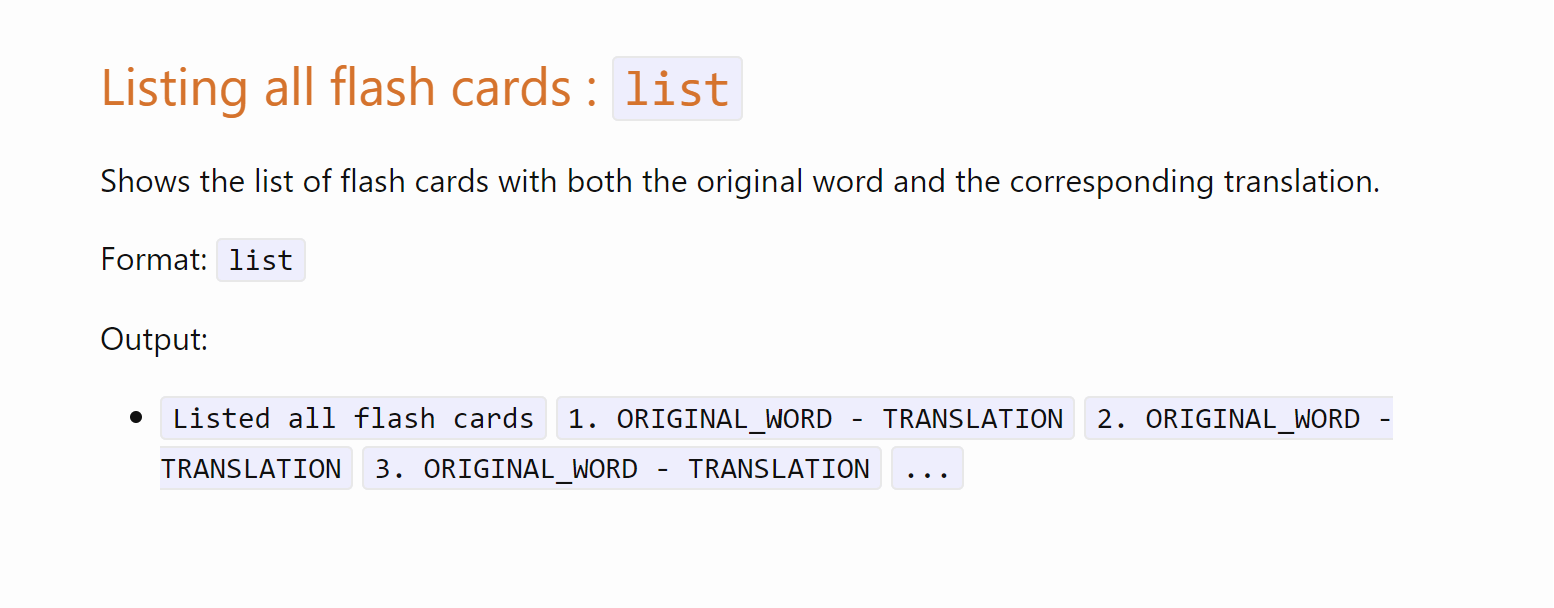 Listing all flash cards : list
Shows the list of flash cards with both the original word and the corresponding translation.
Format: list
Output:
• Listed all flash cards 1. ORIGINAL_WORD - TRANSLATION 2. ORIGINAL_WORD -
TRANSLATION 3. ORIGINAL_WORD - TRANSLATION ...